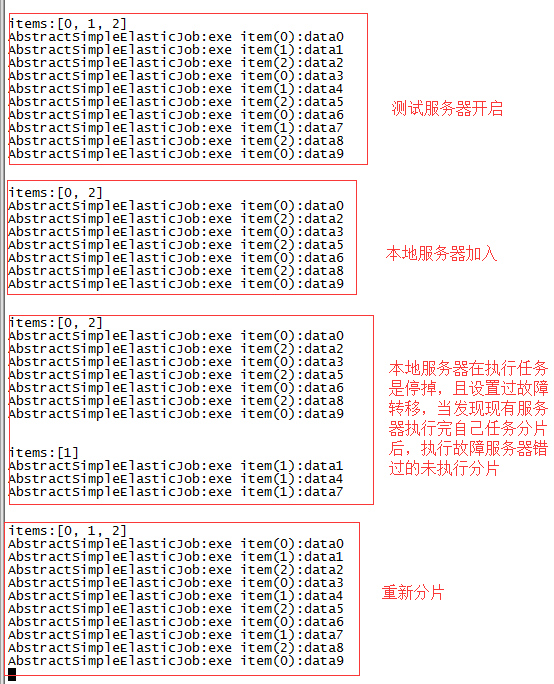 items:[0, 1, 2]
AbstractSimpleElasticJob:exe item(0):data0
AbstractSimpleElasticJob:exe item(1):data1
AbstractSimpleElasticJob:exe item(2):data2
AbstractSimpleElasticJob:exe item(0):data3
AbstractSimpleElasticJob:exe item(1):data4
AbstractSimpleElasticJob:exe item(2):data5
AbstractSimpleElasticJob:exe item(0):data6
AbstractSimpleElasticJob:exe item(1):data7
AbstractSimpleElasticJob:exe item(2):data8
AbstractSimpleElasticJob:exe item(0):data9
测试服务器开启
items:[0, 2]
AbstractSimpleElasticJob:exe item(0):data0
AbstractSimpleElasticJob:exe item(2):data2
AbstractSimpleElasticJob:exe item(0):data3
AbstractSimpleElasticJob:exe item(2):data5
AbstractSimpleElasticJob:exe item(0):data6
AbstractSimpleElasticJob:exe item(2):data8
AbstractSimpleElasticJob:exe item(0):data9
本地服务器加入
items:[0, 2]
AbstractSimpleElasticJob:exe item(0):data0
AbstractSimpleElasticJob:exe item(2):data2
AbstractSimpleElasticJob:exe item(0):data3
AbstractSimpleElasticJob:exe item(2):data5
AbstractSimpleElasticJob:exe item(0):data6
AbstractSimpleElasticJob:exe item(2):data8
AbstractSimpleElasticJob:exe item(0):data9
items:[1]
AbstractSimpleElasticJob:exe item(1):data1
AbstractSimpleElasticJob:exe item(1):data4
AbstractSimpleElasticJob:exe item(1):data7
本地服务器在执行任务
是停掉，且设置过故障
转移，当发现现有服务
器执行完自己任务分片
后，执行故障服务器错
过的未执行分片
items:[0, 1, 2]
AbstractSimpleElasticJob:exe item(0):data0
AbstractSimpleElasticJob:exe item(1):data1
AbstractSimpleElasticJob:exe item(2):data2
AbstractSimpleElasticJob:exe item(0):data3
AbstractSimpleElasticJob:exe item(1):data4
AbstractSimpleElasticJob:exe item(2):data5
AbstractSimpleElasticJob:exe item(0):data6
AbstractSimpleElasticJob:exe item(1):data7
AbstractSimpleElasticJob:exe item(2):data8
AbstractSimpleElasticJob:exe item(0):data9
重新分片